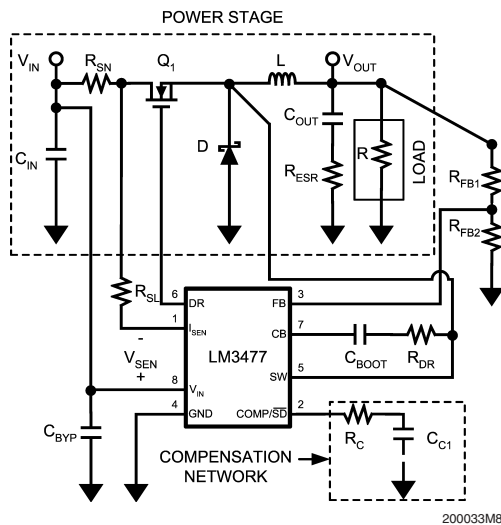 POWER STAGE
V_IN R_SN Q_1 L V_OUT
C_OUT
C_IN D R LOAD
R_ESR R_FB1
R_FB2
R_SL 6 DR FB 3
1 I_SEN CB 7
- C_BOOT R_DR
V_SEN LM3477
+ SW 5
8 V_IN
4 GND COMP/SD 2
C_BYP R_C C_C1
COMPENSATION
NETWORK
200033M8